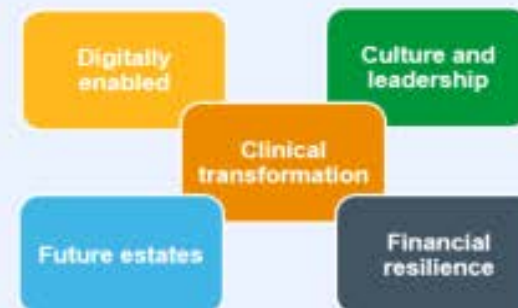 Digitally
enabled
Culture and
leadership
Clinical
transformation
Future estates
Financial
resilience